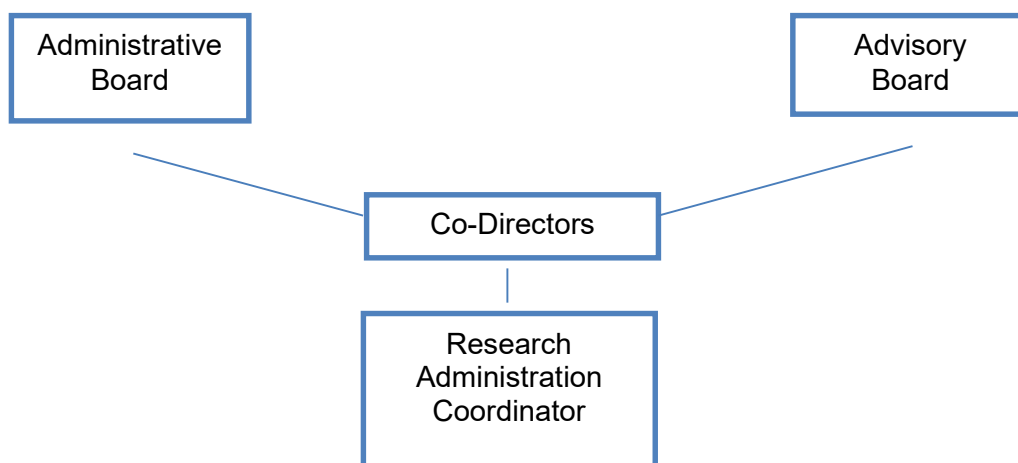 Administrative
Board
Advisory
Board
Co-Directors
Research
Administration
Coordinator